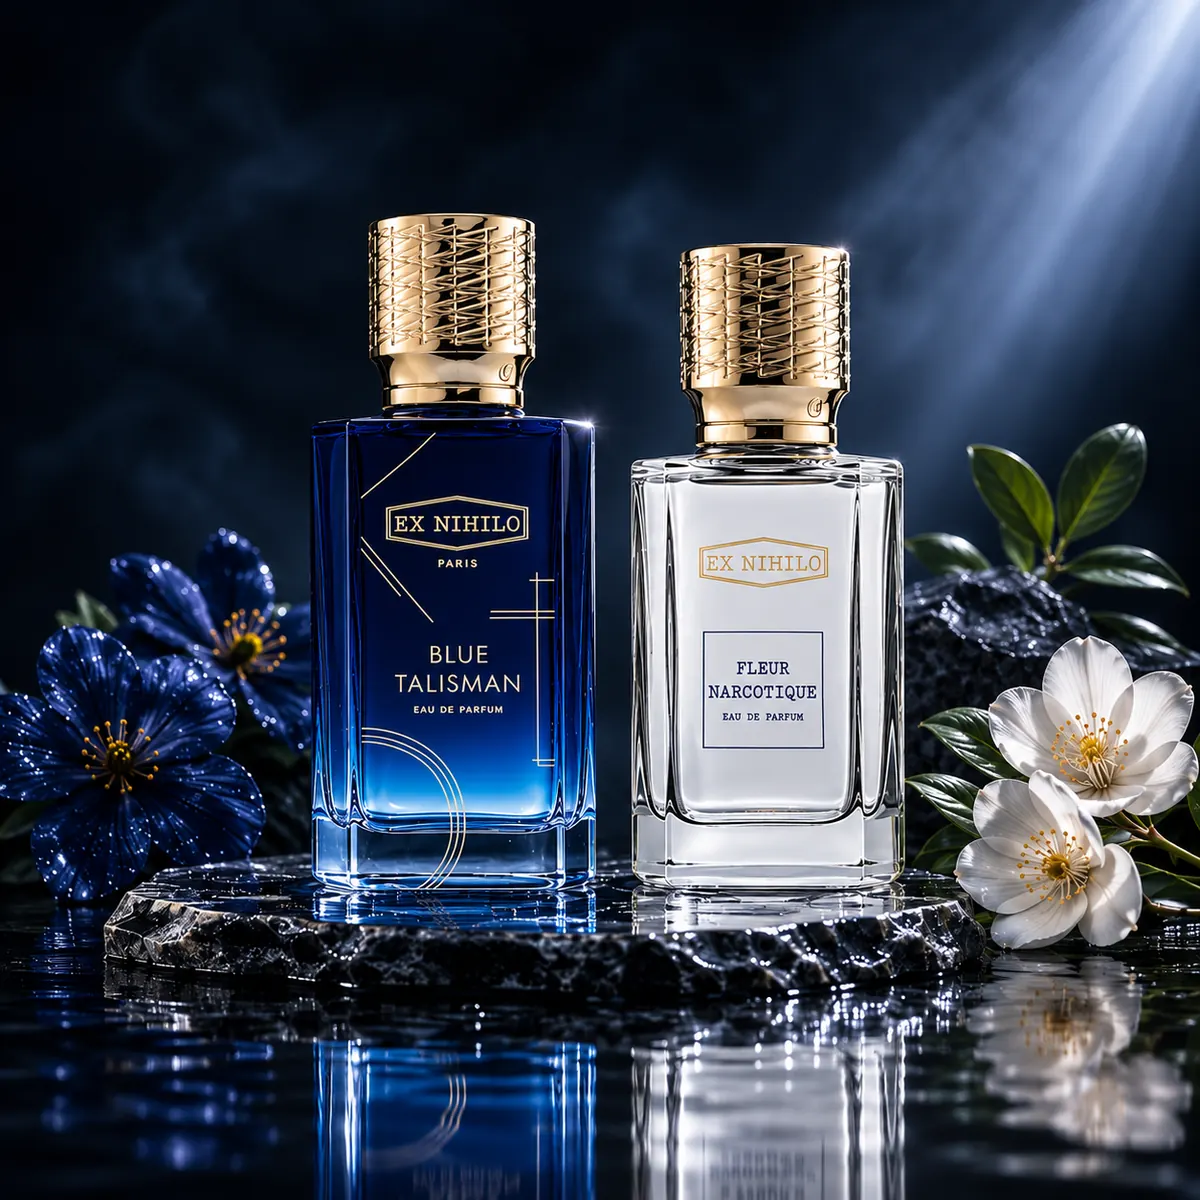 EX NIHILO
PARIS
BLUE
TALISMAN
EAU DE PARFUM
EX NIHILO
FLEUR
NARCOTIQUE
EAU DE PARFUM